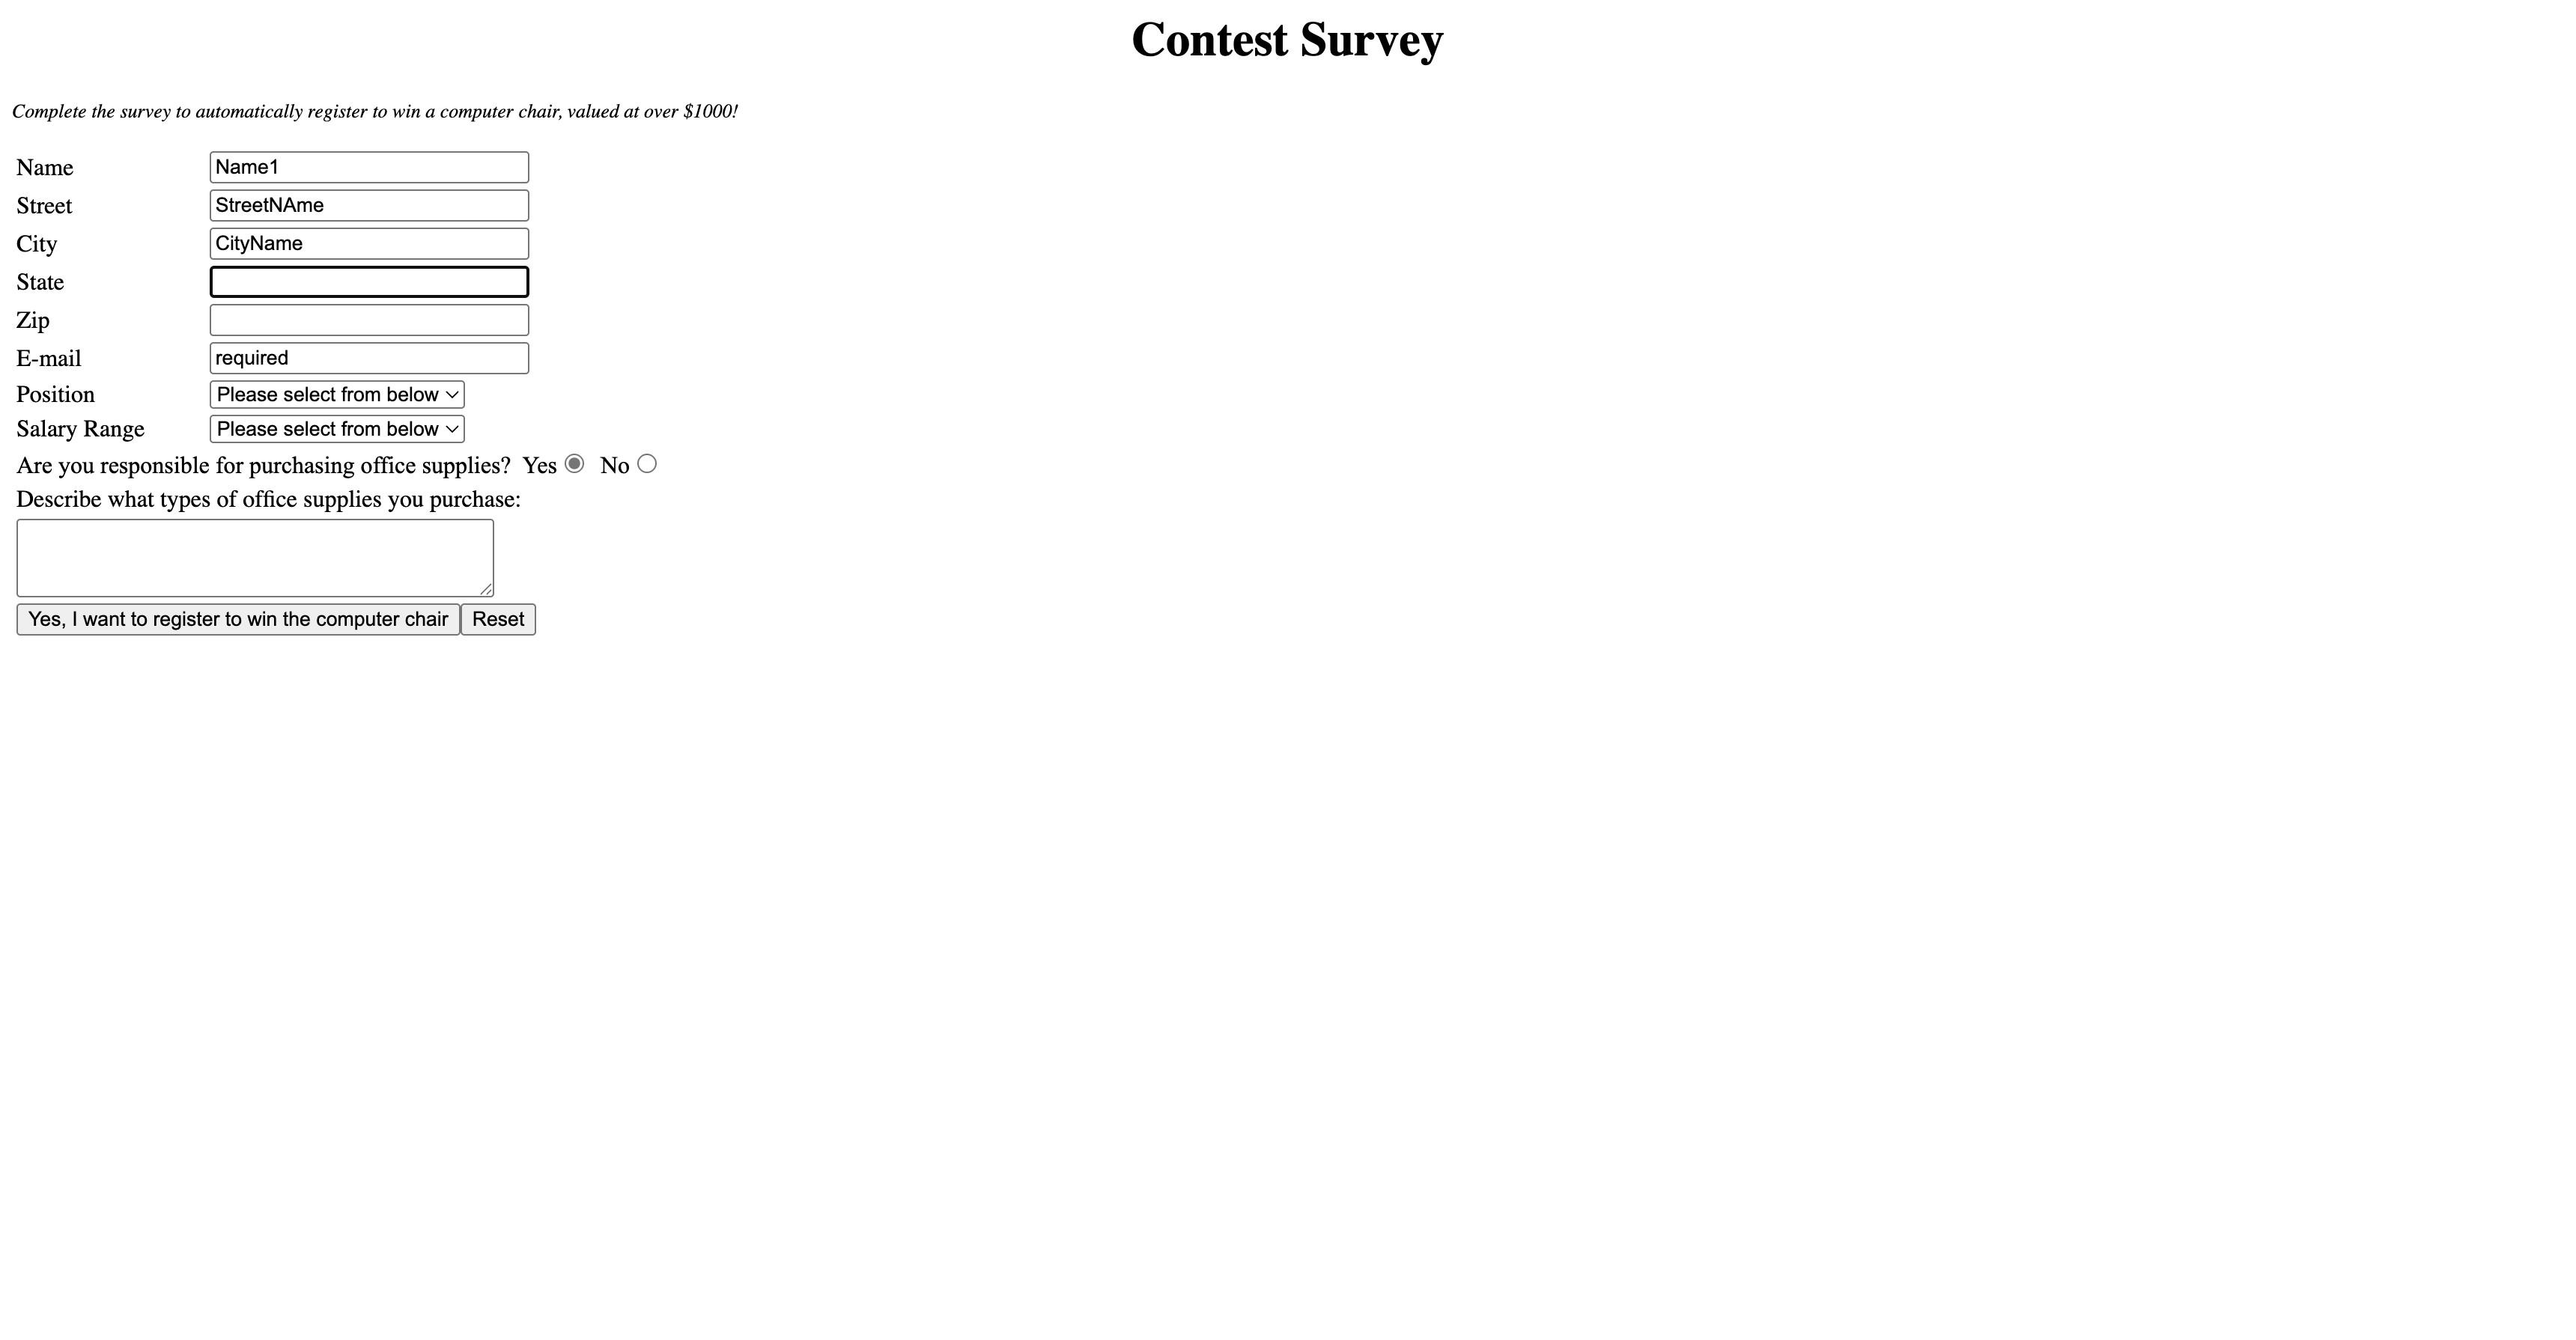 Contest Survey
Complete the survey to automatically register to win a computer chair, valued at over $1000!
Name Name1
Street StreetNAme
City CityName
State
Zip
E-mail required
Position Please select from below
Salary Range Please select from below
Are you responsible for purchasing office supplies? Yes No
Describe what types of office supplies you purchase:
Yes, I want to register to win the computer chair Reset